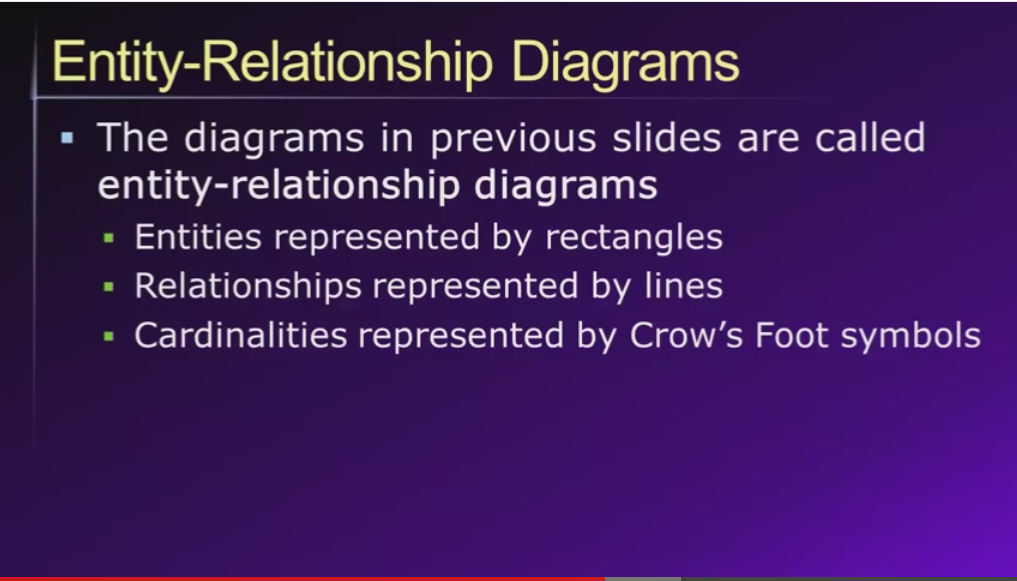 Entity-Relationship Diagrams
The diagrams in previous slides are called
entity-relationship diagrams
Entities represented by rectangles
Relationships represented by lines
Cardinalities represented by Crow’s Foot symbols